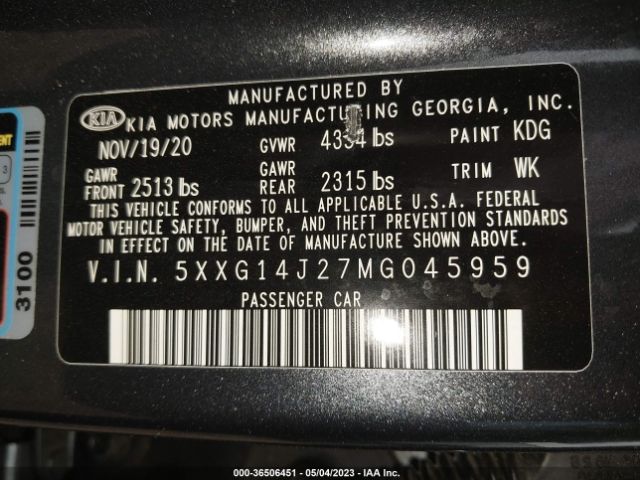 MANUFACTURED BY
KIA KIA MOTORS MANUFACTURING GEORGIA, INC.
NOV/19/20 GVWR 4334 lbs PAINT KDG
GAWR FRONT 2513 lbs GAWR REAR 2315 lbs TRIM WK
THIS VEHICLE CONFORMS TO ALL APPLICABLE U.S.A. FEDERAL
MOTOR VEHICLE SAFETY, BUMPER, AND THEFT PREVENTION STANDARDS
IN EFFECT ON THE DATE OF MANUFACTURE SHOWN ABOVE.
V.I.N. 5XXG14J27MG045959
PASSENGER CAR
3100
3
000-36506451 - 05/04/2023 - IAA Inc.